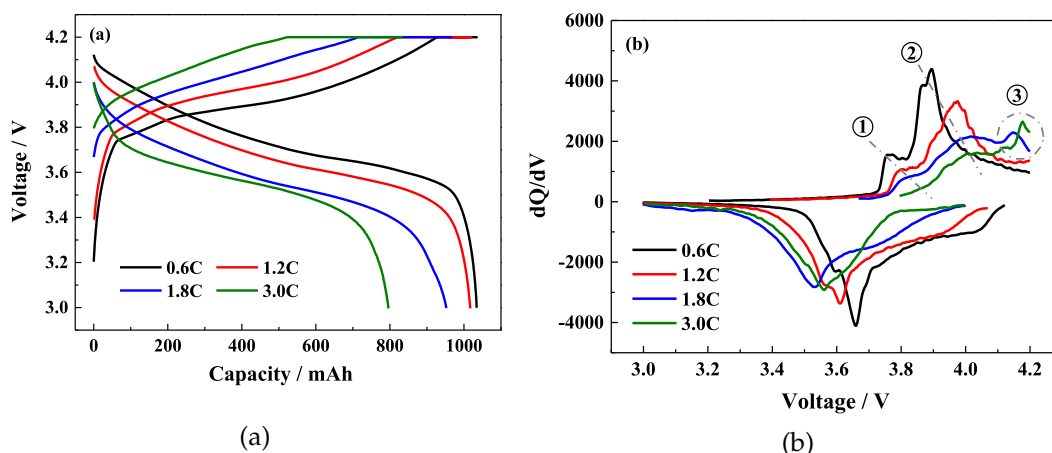 (a)
4.2
4.0
3.8
3.6
3.4
3.2
3.0
Voltage / V
0.6C
1.2C
1.8C
3.0C
0
200
400
600
800
1000
Capacity / mAh
(a)
(b)
6000
4000
2000
0
-2000
-4000
dQ/dV
①
②
③
0.6C
1.2C
1.8C
3.0C
3.0
3.2
3.4
3.6
3.8
4.0
4.2
Voltage / V
(b)